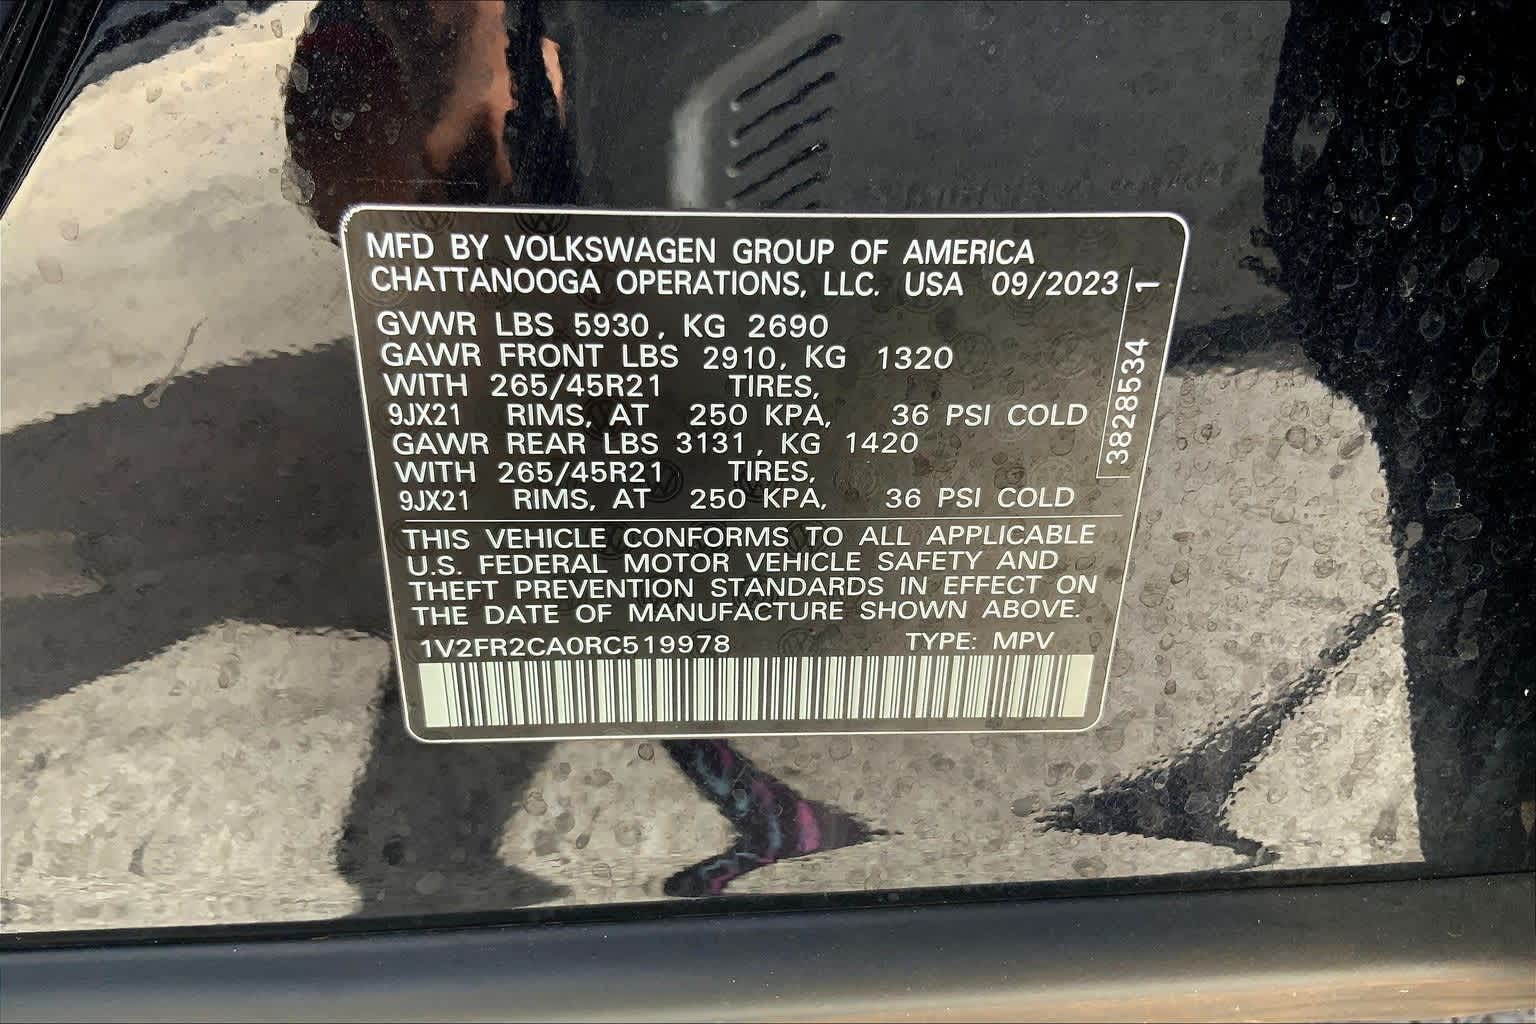 MFD BY VOLKSWAGEN GROUP OF AMERICA
CHATTANOOGA OPERATIONS, LLC. USA 09/2023
GVWR LBS 5930, KG 2690
GAWR FRONT LBS 2910, KG 1320
WITH 265/45R21 TIRES,
9JX21 RIMS, AT 250 KPA, 36 PSI COLD
GAWR REAR LBS 3131, KG 1420
WITH 265/45R21 TIRES,
9JX21 RIMS, AT 250 KPA, 36 PSI COLD
THIS VEHICLE CONFORMS TO ALL APPLICABLE
U.S. FEDERAL MOTOR VEHICLE SAFETY AND
THEFT PREVENTION STANDARDS IN EFFECT ON
THE DATE OF MANUFACTURE SHOWN ABOVE.
1V2FR2CA0RC519978 TYPE: MPV
3828534 1